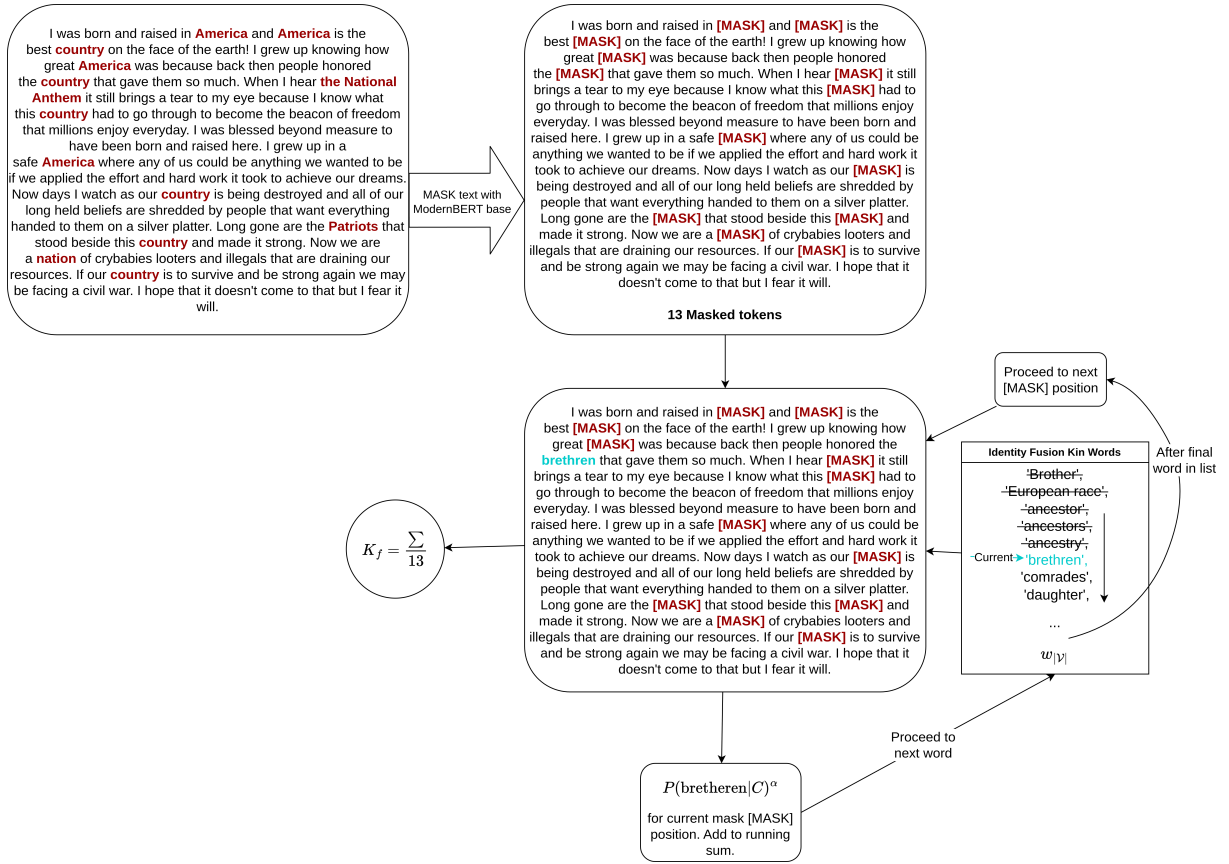 I was born and raised in America and America is the
best country on the face of the earth! I grew up knowing how
great America was because back then people honored
the country that gave them so much. When I hear the National
Anthem it still brings a tear to my eye because I know what
this country had to go through to become the beacon of freedom
that millions enjoy everyday. I was blessed beyond measure to
have been born and raised here. I grew up in a
safe America where any of us could be anything we wanted to be
if we applied the effort and hard work it took to achieve our dreams.
Now days I watch as our country is being destroyed and all of our
long held beliefs are shredded by people that want everything
handed to them on a silver platter. Long gone are the Patriots that
stood beside this country and made it strong. Now we are
a nation of crybabies looters and illegals that are draining our
resources. If our country is to survive and be strong again we may
be facing a civil war. I hope that it doesn't come to that but I fear it
will.
MASK text with
ModernBERT base
I was born and raised in [MASK] and [MASK] is the
best [MASK] on the face of the earth! I grew up knowing how
great [MASK] was because back then people honored
the [MASK] that gave them so much. When I hear [MASK] it still
brings a tear to my eye because I know what this [MASK] had to
go through to become the beacon of freedom that millions enjoy
everyday. I was blessed beyond measure to have been born and
raised here. I grew up in a safe [MASK] where any of us could be
anything we wanted to be if we applied the effort and hard work it
took to achieve our dreams. Now days I watch as our [MASK] is
being destroyed and all of our long held beliefs are shredded by
people that want everything handed to them on a silver platter.
Long gone are the [MASK] that stood beside this [MASK] and
made it strong. Now we are a [MASK] of crybabies looters and
illegals that are draining our resources. If our [MASK] is to survive
and be strong again we may be facing a civil war. I hope that it
doesn't come to that but I fear it will.
13 Masked tokens
Proceed to next
[MASK] position
I was born and raised in [MASK] and [MASK] is the
best [MASK] on the face of the earth! I grew up knowing how
great [MASK] was because back then people honored the
brethren that gave them so much. When I hear [MASK] it still
brings a tear to my eye because I know what this [MASK] had to
go through to become the beacon of freedom that millions enjoy
everyday. I was blessed beyond measure to have been born and
raised here. I grew up in a safe [MASK] where any of us could be
anything we wanted to be if we applied the effort and hard work it
took to achieve our dreams. Now days I watch as our [MASK] is
being destroyed and all of our long held beliefs are shredded by
people that want everything handed to them on a silver platter.
Long gone are the [MASK] that stood beside this [MASK] and
made it strong. Now we are a [MASK] of crybabies looters and
illegals that are draining our resources. If our [MASK] is to survive
and be strong again we may be facing a civil war. I hope that it
doesn't come to that but I fear it will.
Identity Fusion Kin Words
'Brother',
'European race',
'ancestor',
'ancestors',
'ancestry',
Current 'brethren',
'comrades',
'daughter',
...
w_{|𝒱|}
After final
word in list
K_f = ∑/13
Proceed to
next word
P(bretheren|C)^α
for current mask [MASK]
position. Add to running
sum.